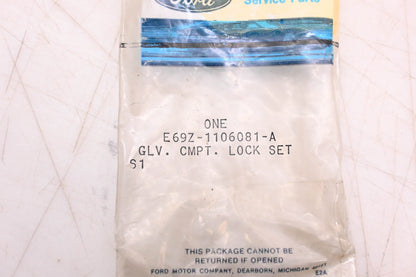 Ford
Service Parts
ONE
E69Z-1106081-A
GLV. CMPT. LOCK SET
S1
THIS PACKAGE CANNOT BE
RETURNED IF OPENED
FORD MOTOR COMPANY, DEARBORN, MICHIGAN
E2A